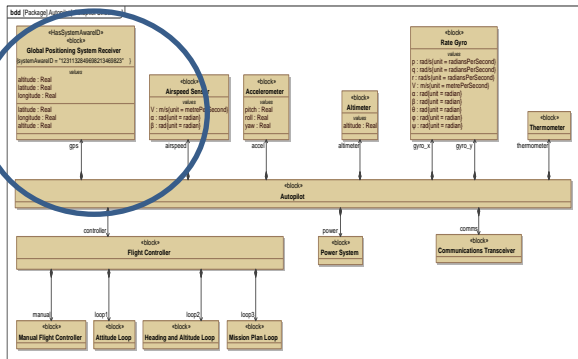 bdd [Package] Autopilot
«HasSystemAwareID»
«block»
Global Positioning System Receiver
{systemAwareID = "1231132849698213469823" }
values
altitude : Real
latitude : Real
longitude : Real
latitude : Real
longitude : Real
altitude : Real
«block»
Airspeed Sensor
values
V : m/s{unit = metrePerSecond}
α : rad{unit = radian}
β : rad{unit = radian}
«block»
Accelerometer
values
pitch : Real
roll : Real
yaw : Real
«block»
Altimeter
values
altitude : Real
«block»
Rate Gyro
values
p : rad/s{unit = radiansPerSecond}
q : rad/s{unit = radiansPerSecond}
r : rad/s{unit = radiansPerSecond}
V : m/s{unit = metrePerSecond}
α : rad{unit = radian}
β : rad{unit = radian}
θ : rad{unit = radian}
φ : rad{unit = radian}
ψ : rad{unit = radian}
«block»
Thermometer
gps
airspeed
accel
altimeter
gyro_x
gyro_y
thermometer
«block»
Autopilot
controller
power
comms
«block»
Flight Controller
«block»
Power System
«block»
Communications Transceiver
manual
loop1
loop2
loop3
«block»
Manual Flight Controller
«block»
Attitude Loop
«block»
Heading and Altitude Loop
«block»
Mission Plan Loop